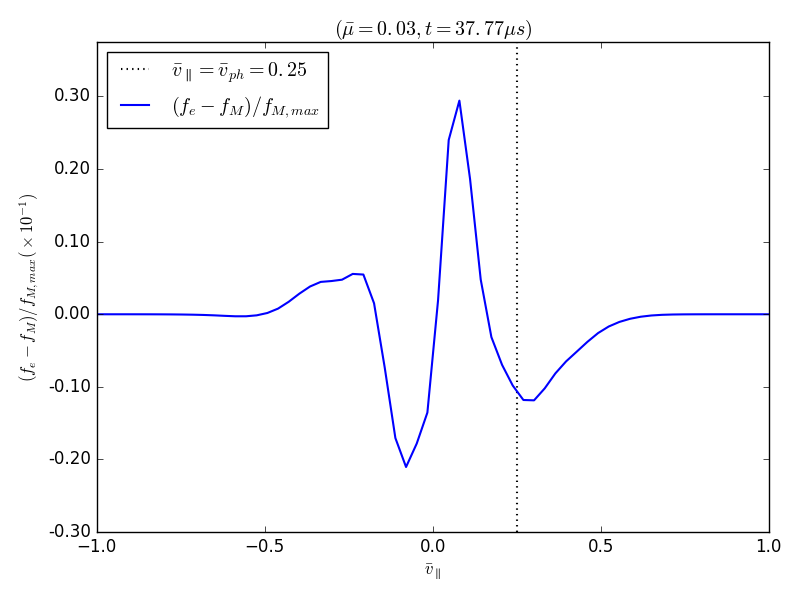 (μ̄ = 0.03, t = 37.77μs)
v̄∥ = v̄ph = 0.25
(fe − fM)/fM,max
0.30
0.20
0.10
0.00
-0.10
-0.20
-0.30
(fe − fM)/fM,max(×10⁻¹)
−1.0 −0.5 0.0 0.5 1.0
v̄∥